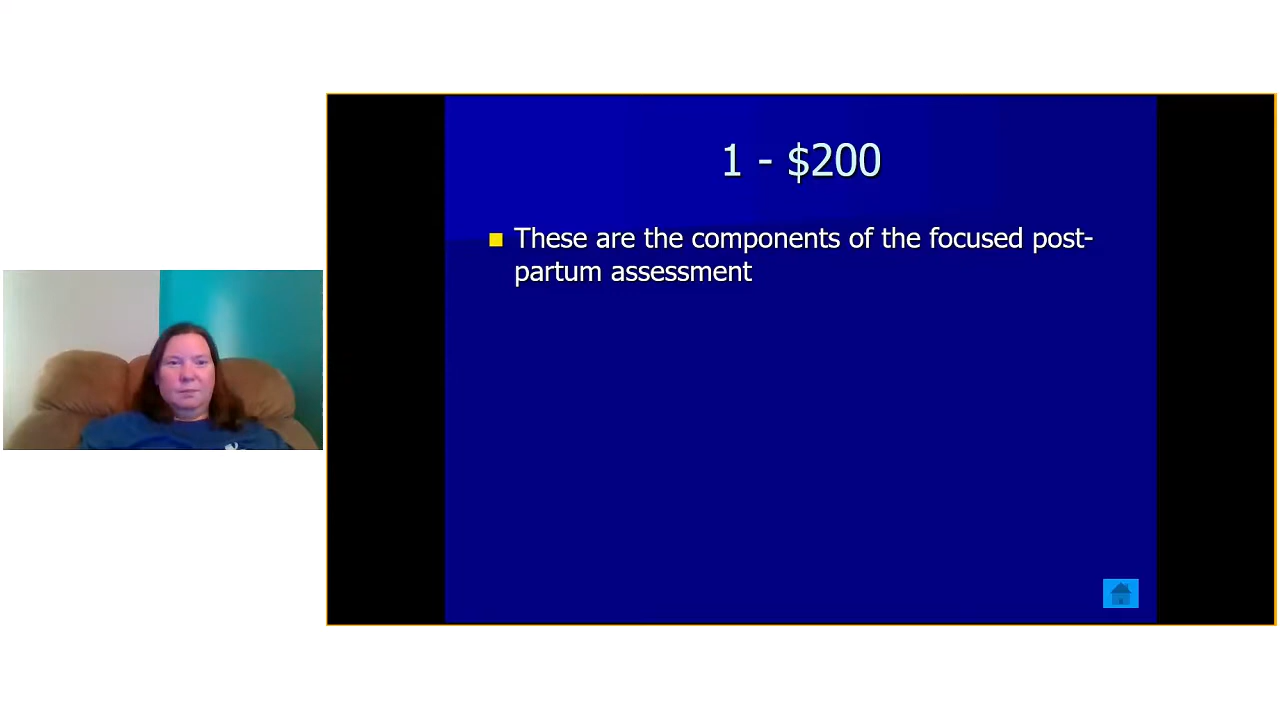 1 - $200
These are the components of the focused post-
partum assessment